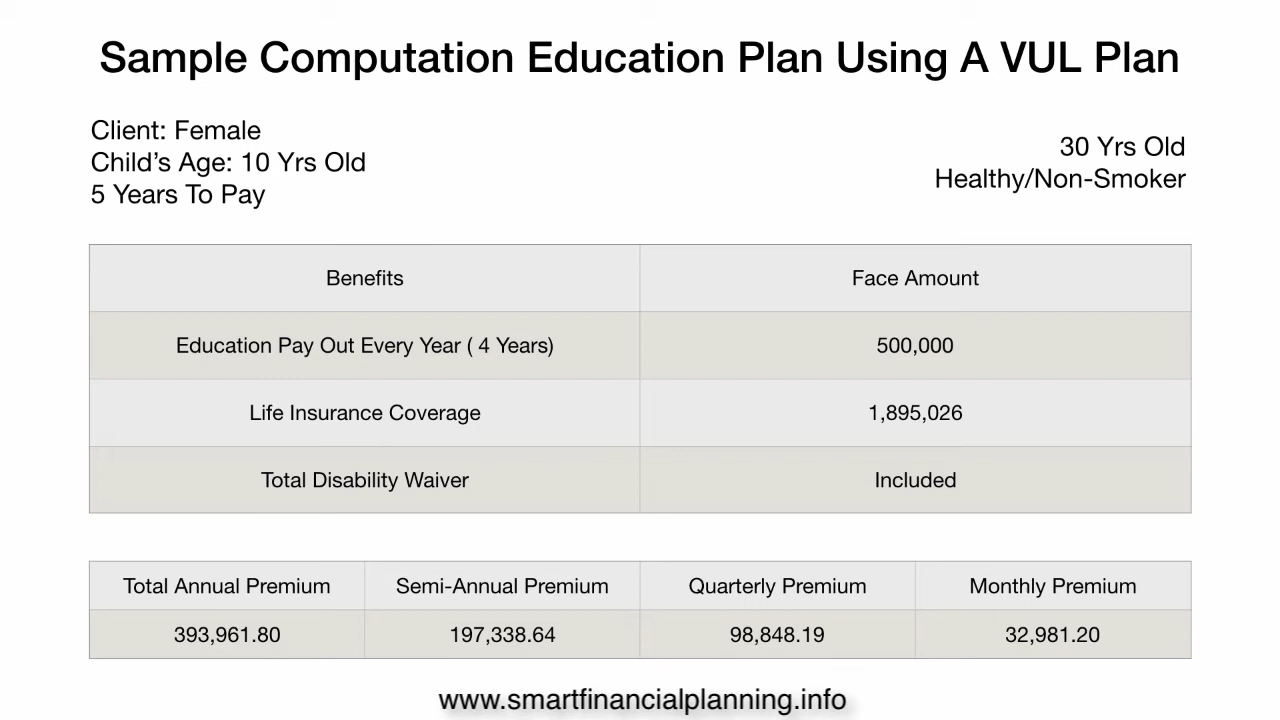 Sample Computation Education Plan Using A VUL Plan
Client: Female
Child's Age: 10 Yrs Old
5 Years To Pay
30 Yrs Old
Healthy/Non-Smoker
Benefits Face Amount
Education Pay Out Every Year ( 4 Years) 500,000
Life Insurance Coverage 1,895,026
Total Disability Waiver Included
Total Annual Premium Semi-Annual Premium Quarterly Premium Monthly Premium
393,961.80 197,338.64 98,848.19 32,981.20
www.smartfinancialplanning.info